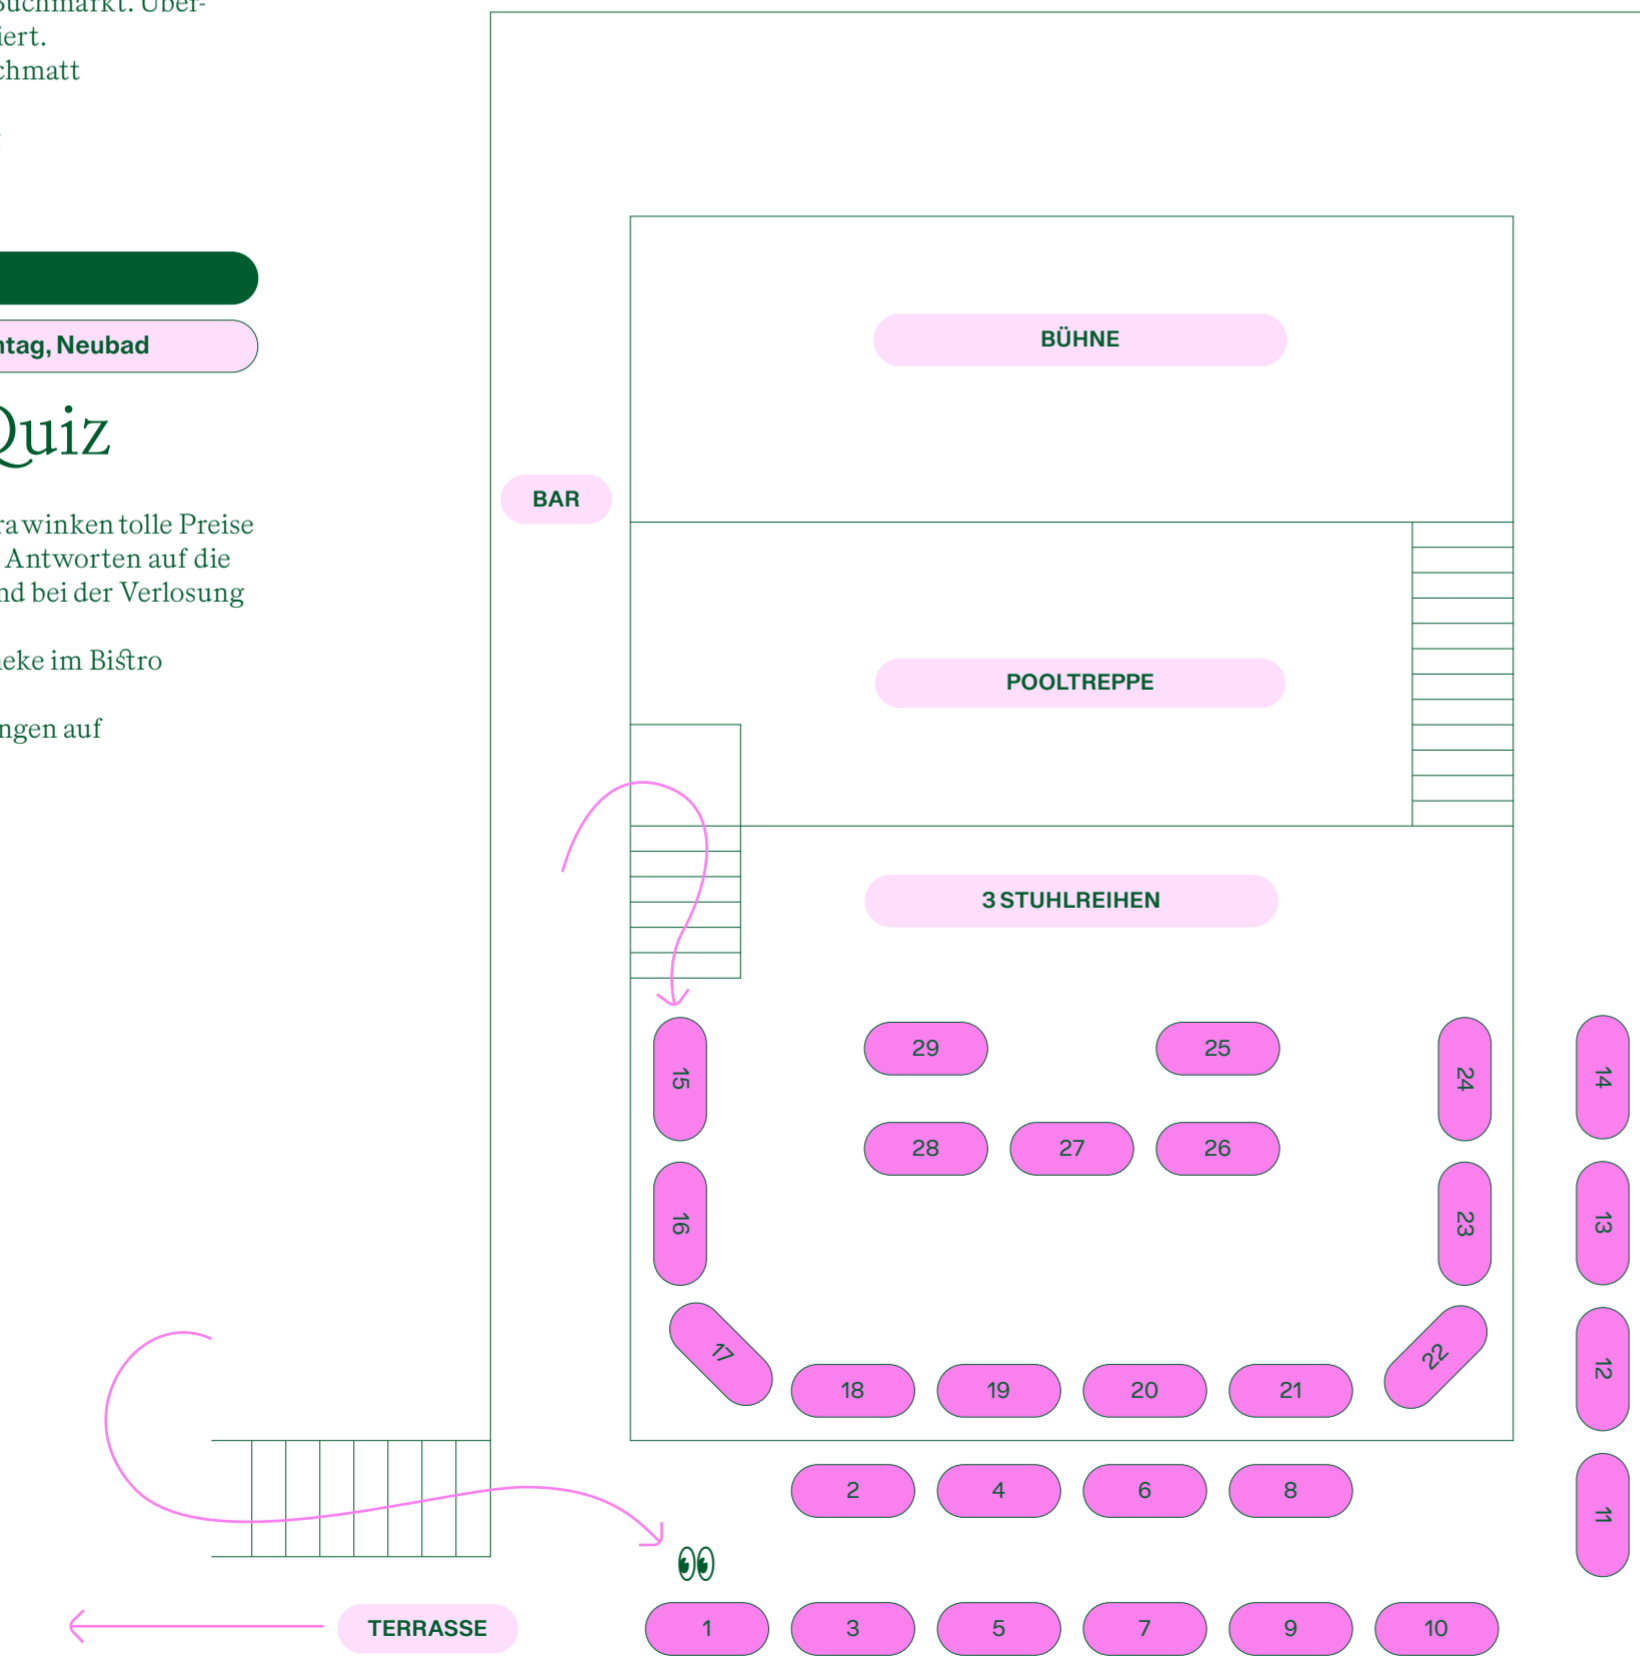 Buchmarkt. Über-
iert.
chmatt
ntag, Neubad
Quiz
ra winken tolle Preise
Antworten auf die
nd bei der Verlosung
eke im Bistro
ngen auf
BÜHNE
BAR
POOLTREPPE
3 STUHLREIHEN
29 25
15 24 14
28 27 26
16 23 13
17 22 12
18 19 20 21
2 4 6 8
11
TERRASSE
1 3 5 7 9 10